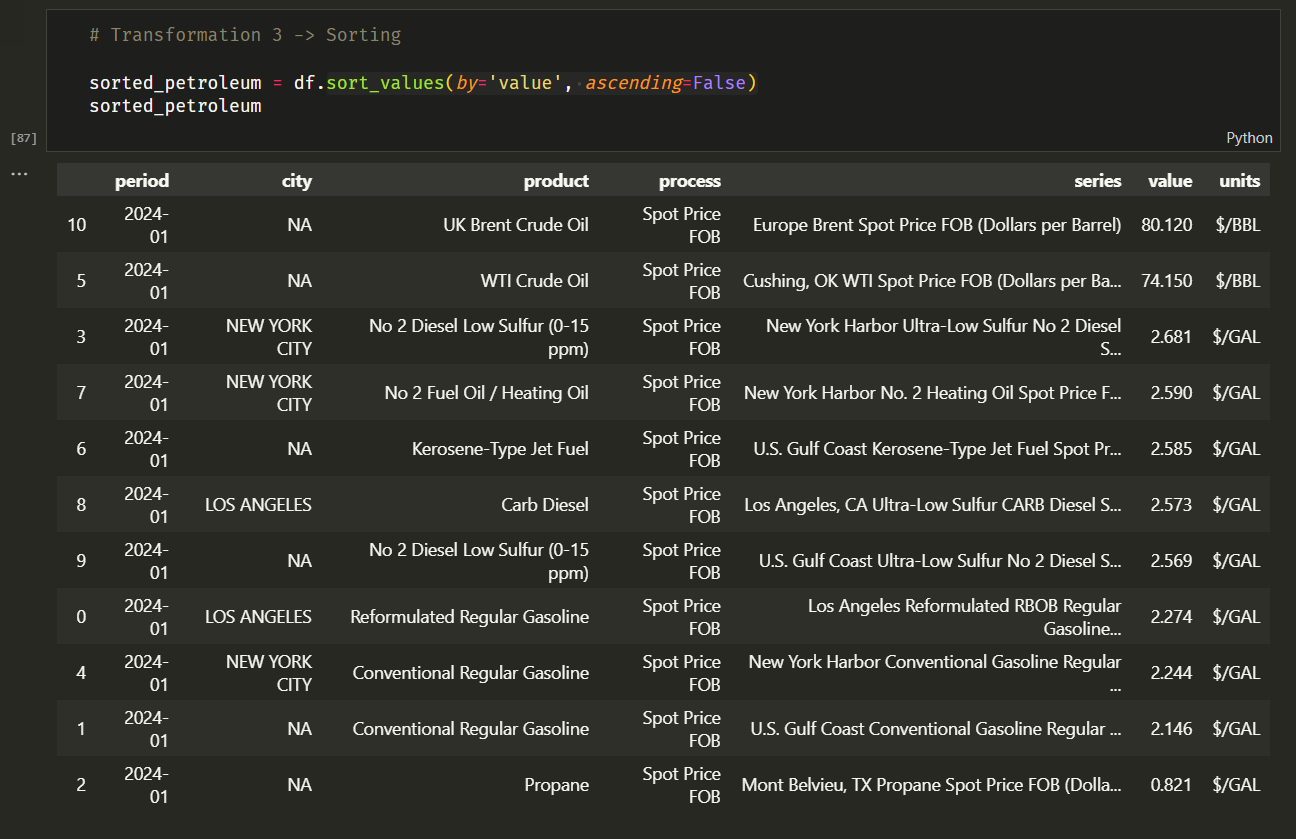 # Transformation 3 -> Sorting
sorted_petroleum = df.sort_values(by='value', ascending=False)
sorted_petroleum
[87]
Python
...
period city product process series value units
10 2024-01 NA UK Brent Crude Oil Spot Price FOB Europe Brent Spot Price FOB (Dollars per Barrel) 80.120 $/BBL
5 2024-01 NA WTI Crude Oil Spot Price FOB Cushing, OK WTI Spot Price FOB (Dollars per Ba... 74.150 $/BBL
3 2024-01 NEW YORK CITY No 2 Diesel Low Sulfur (0-15 ppm) Spot Price FOB New York Harbor Ultra-Low Sulfur No 2 Diesel S... 2.681 $/GAL
7 2024-01 NEW YORK CITY No 2 Fuel Oil / Heating Oil Spot Price FOB New York Harbor No. 2 Heating Oil Spot Price F... 2.590 $/GAL
6 2024-01 NA Kerosene-Type Jet Fuel Spot Price FOB U.S. Gulf Coast Kerosene-Type Jet Fuel Spot Pr... 2.585 $/GAL
8 2024-01 LOS ANGELES Carb Diesel Spot Price FOB Los Angeles, CA Ultra-Low Sulfur CARB Diesel S... 2.573 $/GAL
9 2024-01 NA No 2 Diesel Low Sulfur (0-15 ppm) Spot Price FOB U.S. Gulf Coast Ultra-Low Sulfur No 2 Diesel S... 2.569 $/GAL
0 2024-01 LOS ANGELES Reformulated Regular Gasoline Spot Price FOB Los Angeles Reformulated RBOB Regular Gasoline... 2.274 $/GAL
4 2024-01 NEW YORK CITY Conventional Regular Gasoline Spot Price FOB New York Harbor Conventional Gasoline Regular ... 2.244 $/GAL
1 2024-01 NA Conventional Regular Gasoline Spot Price FOB U.S. Gulf Coast Conventional Gasoline Regular ... 2.146 $/GAL
2 2024-01 NA Propane Spot Price FOB Mont Belvieu, TX Propane Spot Price FOB (Dolla... 0.821 $/GAL